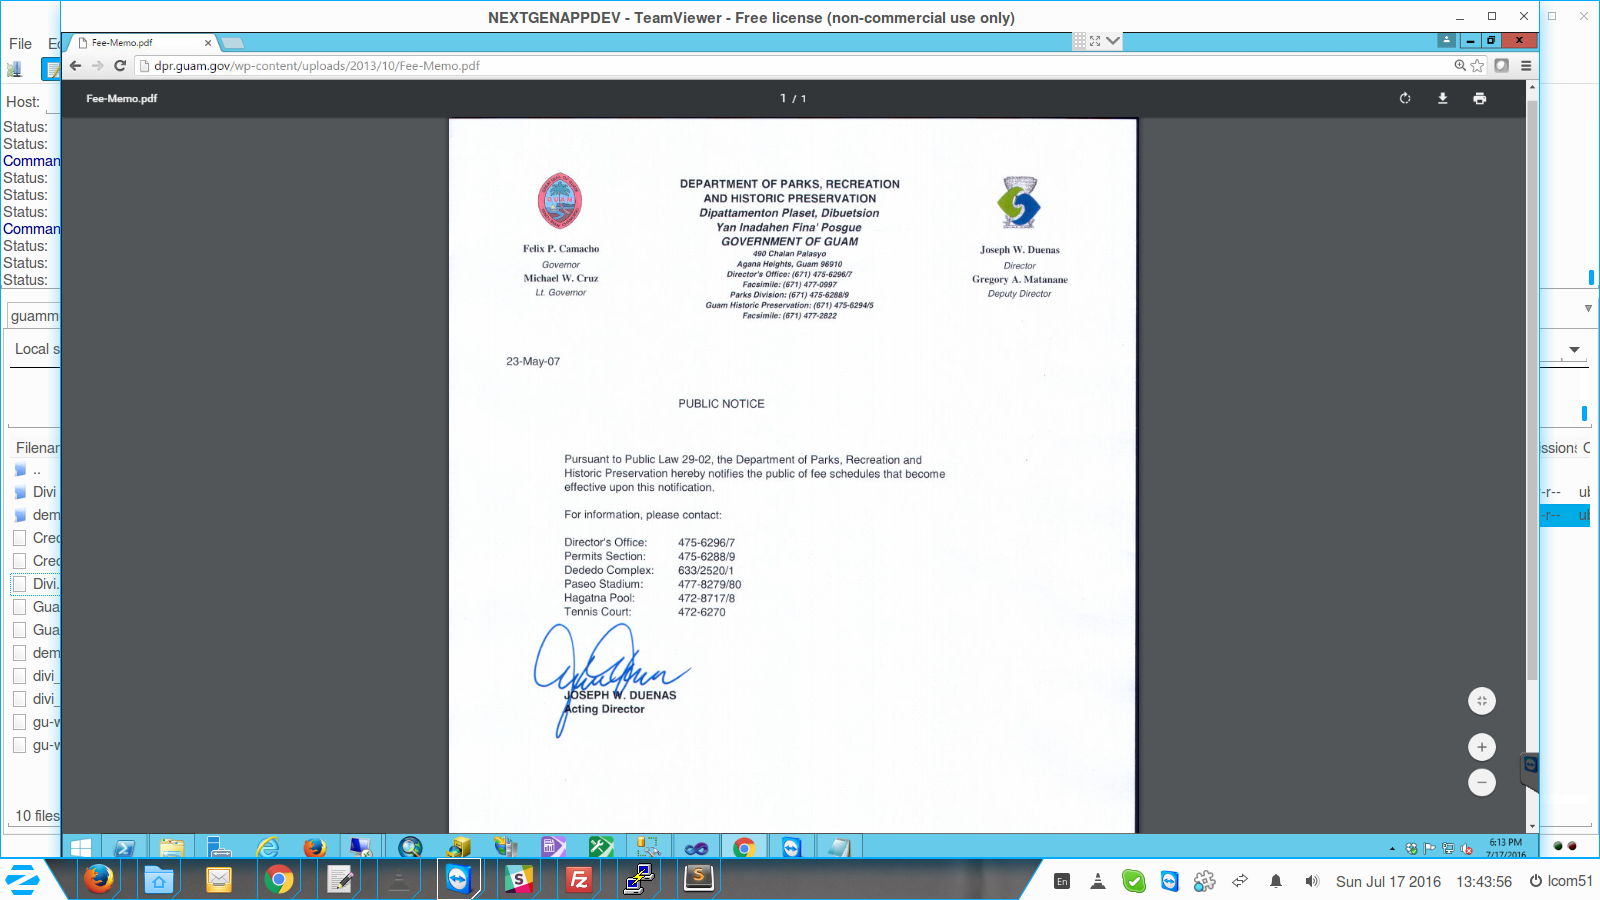 NEXTGENAPPDEV - TeamViewer - Free license (non-commercial use only)
File
Host:
Status:
Status:
Comman
Status:
Status:
Status:
Comman
Status:
Status:
Status:
guamm
Local s
Filenar
..
Divi
dem
Crec
Crec
Divi.
Gua
Gua
dem
divi_
divi_
gu-w
gu-w
10 files
Fee-Memo.pdf
dpr.guam.gov/wp-content/uploads/2013/10/Fee-Memo.pdf
Fee-Memo.pdf
1 / 1
DEPARTMENT OF PARKS, RECREATION
AND HISTORIC PRESERVATION
Dipattamenton Plaset, Dibuetsion
Yan Inadahen Fina' Posgue
GOVERNMENT OF GUAM
490 Chalan Palasyo
Agana Heights, Guam 96910
Director's Office: (671) 475-6296/7
Facsimile: (671) 477-0997
Parks Division: (671) 475-6288/9
Guam Historic Preservation: (671) 475-6294/5
Facsimile: (671) 477-2822
GUAM
Felix P. Camacho
Governor
Michael W. Cruz
Lt. Governor
Joseph W. Duenas
Director
Gregory A. Matanane
Deputy Director
23-May-07
PUBLIC NOTICE
Pursuant to Public Law 29-02, the Department of Parks, Recreation and
Historic Preservation hereby notifies the public of fee schedules that become
effective upon this notification.
For information, please contact:
Director's Office: 475-6296/7
Permits Section: 475-6288/9
Dededo Complex: 633/2520/1
Paseo Stadium: 477-8279/80
Hagatna Pool: 472-8717/8
Tennis Court: 472-6270
JOSEPH W. DUENAS
Acting Director
issions
-r--
ub
-r--
ub
6:13 PM
7/17/2016
En
Sun Jul 17 2016
13:43:56
lcom51